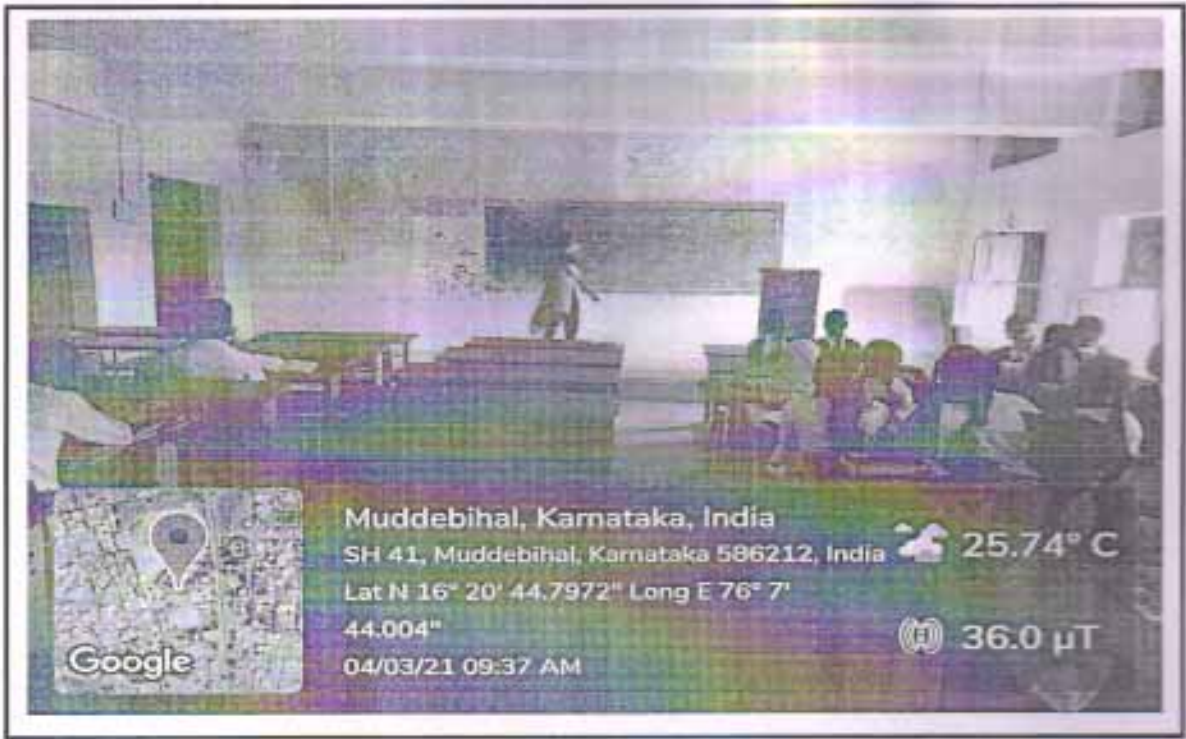 Muddebihal, Karnataka, India
SH 41, Muddebihal, Karnataka 586212, India
Lat N 16° 20' 44.7972" Long E 76° 7'
44.004"
04/03/21 09:37 AM
25.74° C
36.0 µT
Google